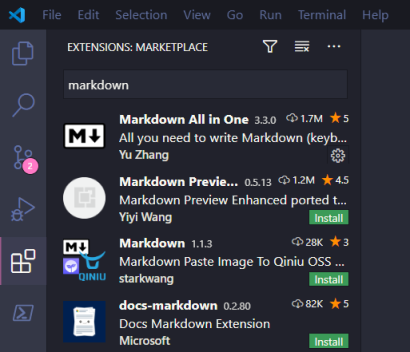 File Edit Selection View Go Run Terminal Help
EXTENSIONS: MARKETPLACE
markdown
Markdown All in One 3.3.0 1.7M 5
All you need to write Markdown (keyb...
Yu Zhang
Markdown Previe... 0.5.13 1.2M 4.5
Markdown Preview Enhanced ported t...
Yiyi Wang Install
Markdown 1.1.3 28K 3
Markdown Paste Image To Qiniu OSS ...
starkwang Install
QINIU
docs-markdown 0.2.80 82K 5
Docs Markdown Extension
Microsoft Install
2
M
M